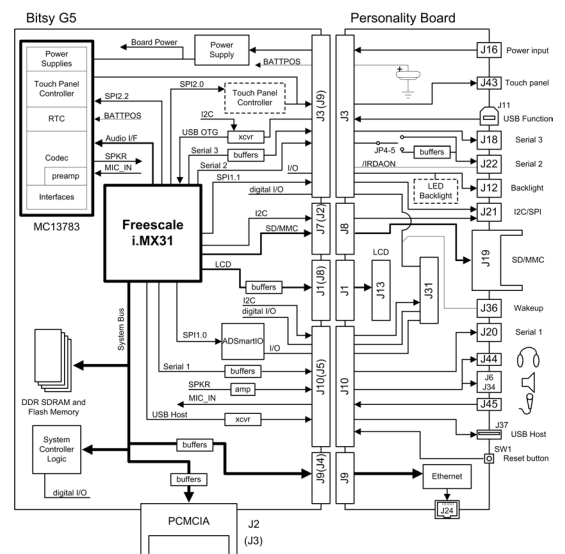 Bitsy G5
Personality Board
Power
Supplies
Touch Panel
Controller
RTC
Codec
preamp
Interfaces
MC13783
Board Power
Power
Supply
BATTPOS
SPI2.0
Touch Panel
Controller
SPI2.2
I2C
BATTPOS
USB OTG
xcvr
Audio I/F
Serial 3
buffers
SPKR
Serial 2
MIC_IN
I/O
SPI1.1
digital I/O
Freescale
i.MX31
I2C
SD/MMC
LCD
buffers
I2C
digital I/O
SPI1.0
ADSmartIO
I/O
Serial 1
buffers
SPKR
amp
MIC_IN
USB Host
xcvr
System Bus
DDR SDRAM and
Flash Memory
System
Controller
Logic
digital I/O
buffers
buffers
PCMCIA
J2
(J3)
J3 (J9)
J7(J2)
J1(J8)
J10(J5)
J9(J4)
J3
J8
J1
J10
J9
+
J16
Power input
J43
Touch panel
J11
USB Function
J18
Serial 3
JP4-5
buffers
J22
Serial 2
/IRDAON
LED
Backlight
J12
Backlight
J21
I2C/SPI
LCD
J13
J31
J19
SD/MMC
J36
Wakeup
J20
Serial 1
J44
J6
J34
J45
J37
USB Host
SW1
Reset button
Ethernet
J24